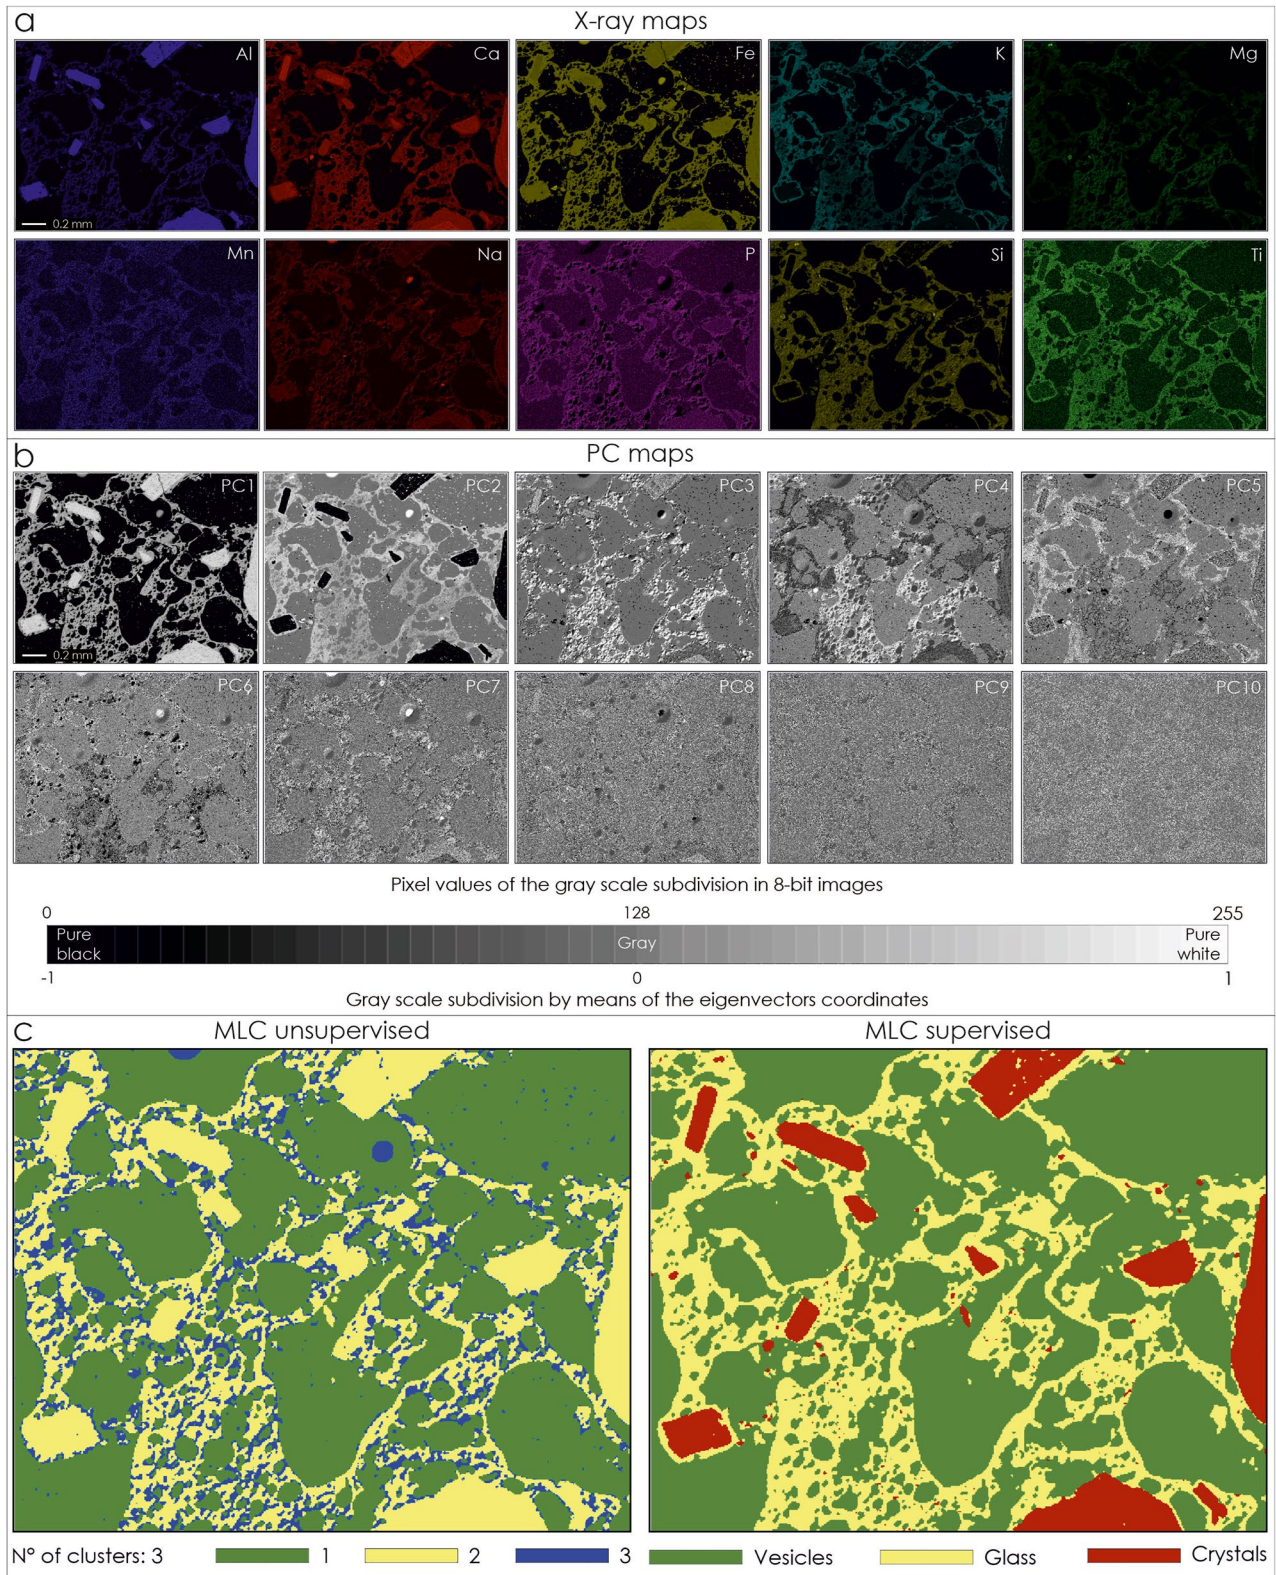 a
X-ray maps
Al
Ca
Fe
K
Mg
0.2 mm
Mn
Na
P
Si
Ti
b
PC maps
PC1
PC2
PC3
PC4
PC5
0.2 mm
PC6
PC7
PC8
PC9
PC10
Pixel values of the gray scale subdivision in 8-bit images
0 128 255
Pure black
Gray
Pure white
-1 0 1
Gray scale subdivision by means of the eigenvectors coordinates
c
MLC unsupervised
MLC supervised
N° of clusters: 3
1
2
3
Vesicles
Glass
Crystals